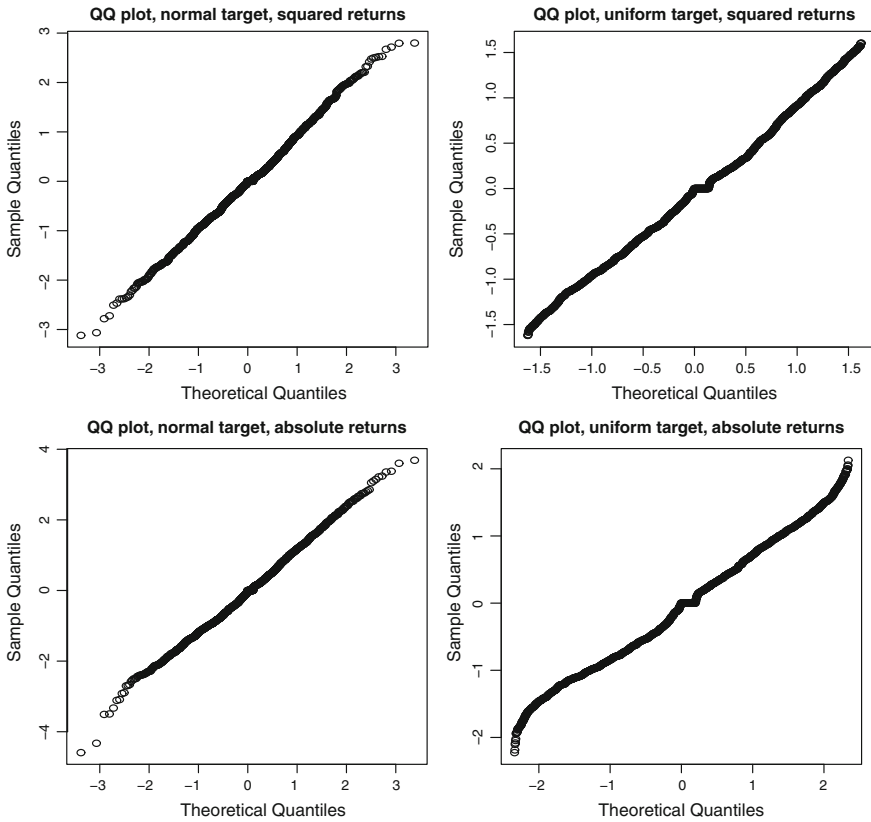 QQ plot, normal target, squared returns
3
2
1
0
−1
−2
−3
Sample Quantiles
−3 −2 −1 0 1 2 3
Theoretical Quantiles
QQ plot, uniform target, squared returns
1.5
1.0
0.5
0.0
−0.5
−1.0
−1.5
Sample Quantiles
−1.5 −1.0 −0.5 0.0 0.5 1.0 1.5
Theoretical Quantiles
QQ plot, normal target, absolute returns
4
2
0
−2
−4
Sample Quantiles
−3 −2 −1 0 1 2 3
Theoretical Quantiles
QQ plot, uniform target, absolute returns
2
1
0
−1
−2
Sample Quantiles
−2 −1 0 1 2
Theoretical Quantiles